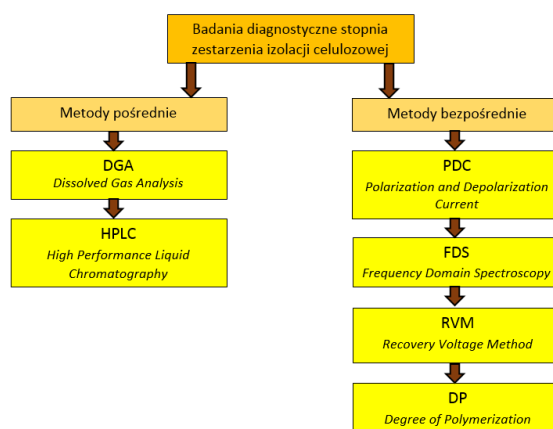 Badania diagnostyczne stopnia
zestarzenia izolacji celulozowej
Metody pośrednie
DGA
Dissolved Gas Analysis
HPLC
High Performance Liquid
Chromatography
Metody bezpośrednie
PDC
Polarization and Depolarization
Current
FDS
Frequency Domain Spectroscopy
RVM
Recovery Voltage Method
DP
Degree of Polymerization